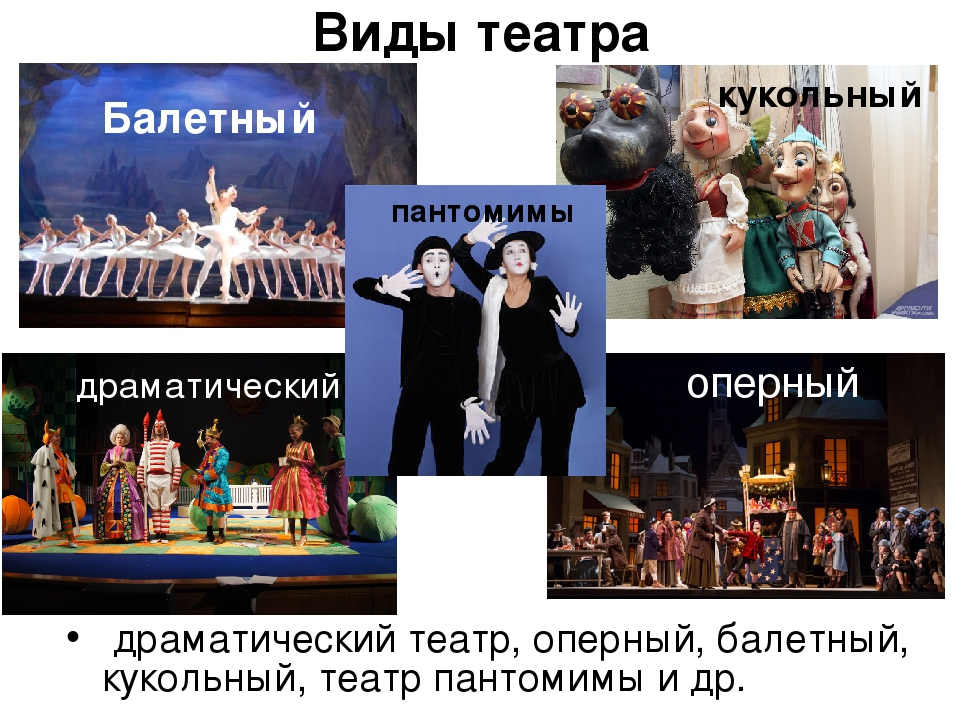 Виды театра
Балетный
кукольный
пантомимы
драматический
оперный
• драматический театр, оперный, балетный,
кукольный, театр пантомимы и др.